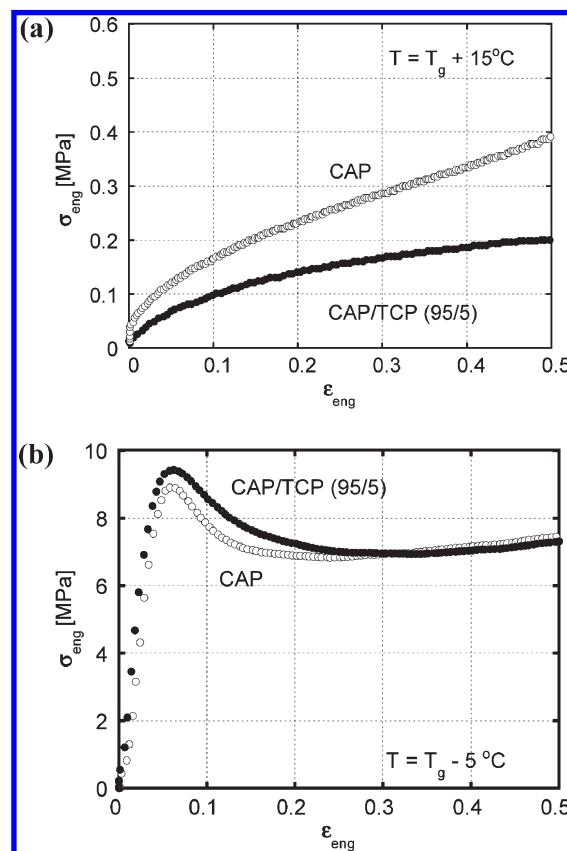 (a)
0.6
0.5
0.4
0.3
0.2
0.1
0
T = Tg + 15°C
CAP
CAP/TCP (95/5)
σeng [MPa]
0 0.1 0.2 0.3 0.4 0.5
εeng
(b)
10
8
6
4
2
0
CAP/TCP (95/5)
CAP
T = Tg - 5 °C
σeng [MPa]
0 0.1 0.2 0.3 0.4 0.5
εeng